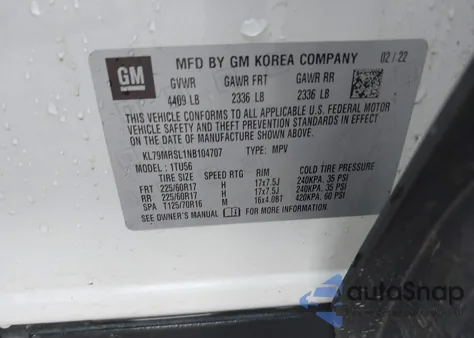 GM
MFD BY GM KOREA COMPANY 02/22
GVWR GAWR FRT GAWR RR
4409 LB 2336 LB 2336 LB
THIS VEHICLE CONFORMS TO ALL APPLICABLE U.S. FEDERAL MOTOR
VEHICLE SAFETY AND THEFT PREVENTION STANDARDS IN EFFECT
ON THE DATE OF MANUFACTURE SHOWN ABOVE.
KL79MRSL1NB104707 TYPE: MPV
MODEL: 1TU56
TIRE SIZE SPEED RTG RIM COLD TIRE PRESSURE
FRT 225/60R17 H 17x7.5J 240KPA, 35 PSI
RR 225/60R17 H 17x7.5J 240KPA, 35 PSI
SPA T125/70R16 M 16x4.0BT 420KPA, 60 PSI
SEE OWNER'S MANUAL FOR MORE INFORMATION.
autoSnap